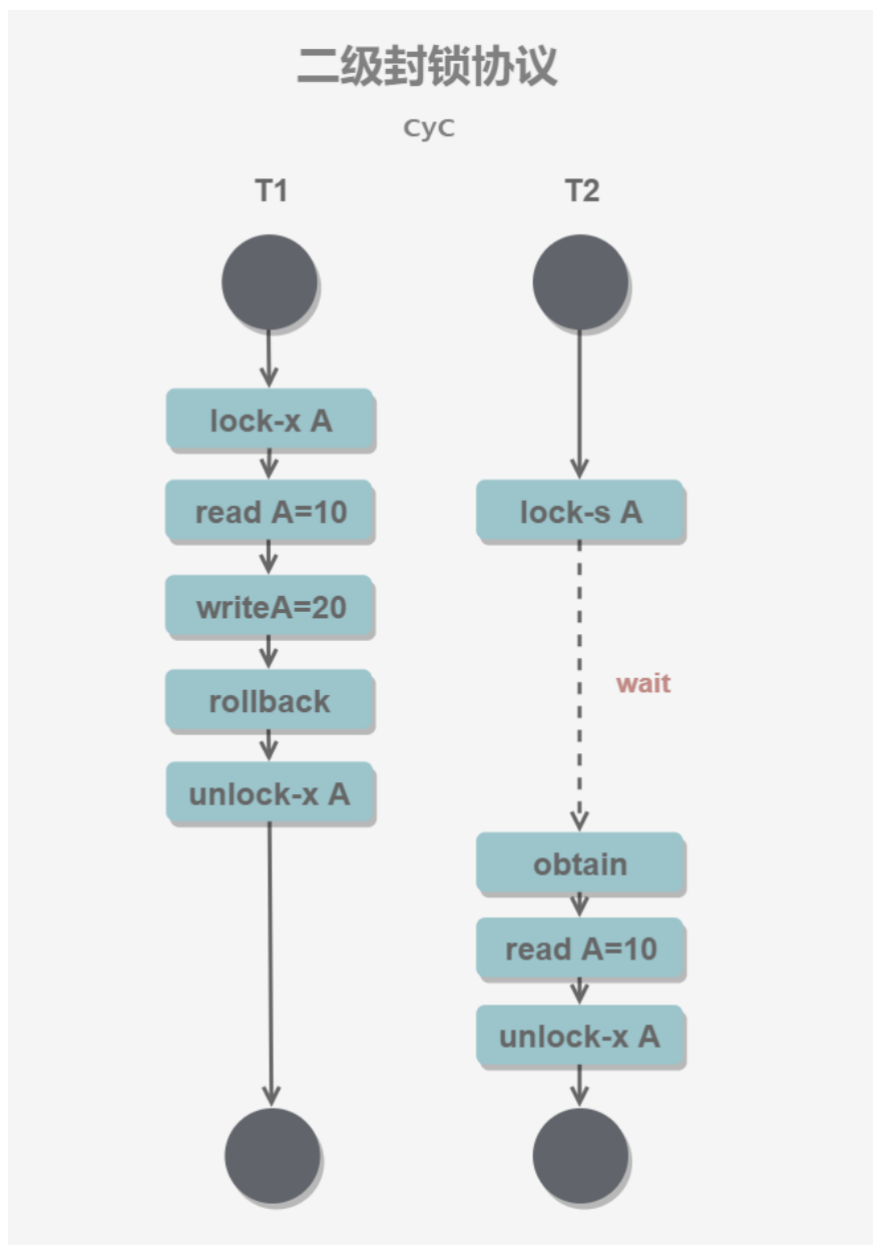 二级封锁协议
CyC
T1
T2
lock-x A
read A=10
lock-s A
writeA=20
wait
rollback
unlock-x A
obtain
read A=10
unlock-x A